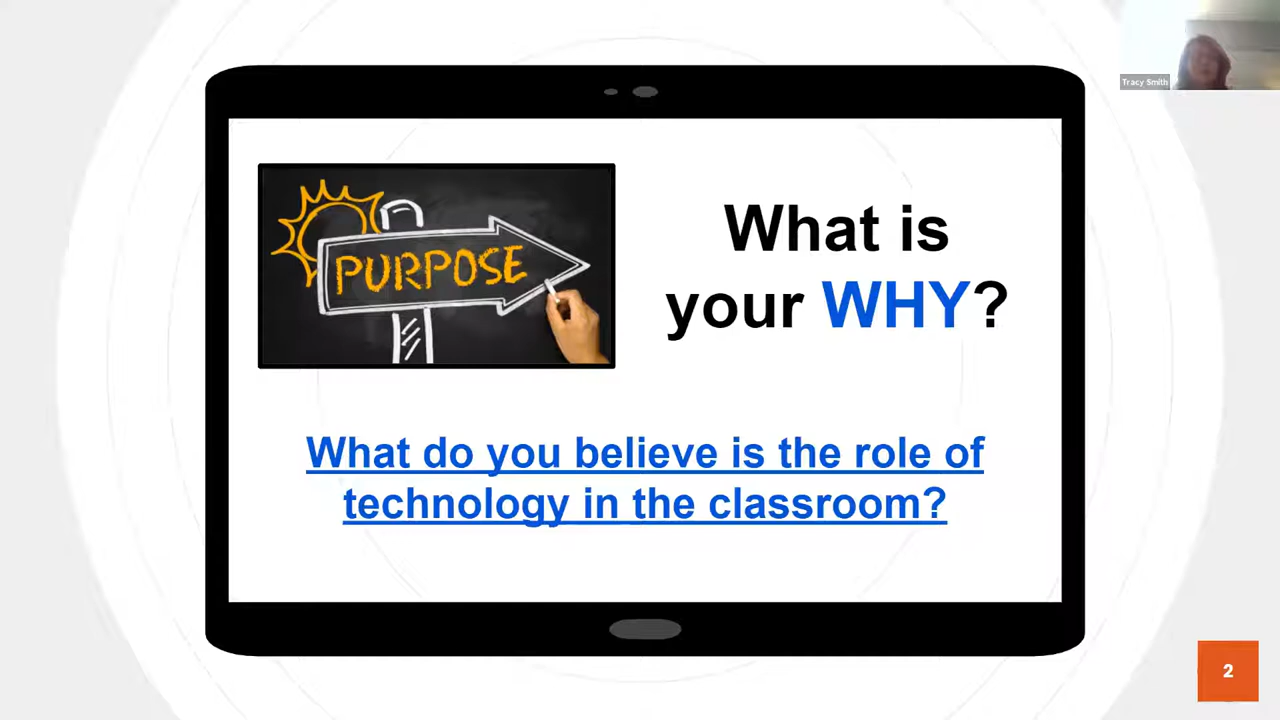 Tracy Smith
PURPOSE
What is
your WHY?
What do you believe is the role of
technology in the classroom?
2